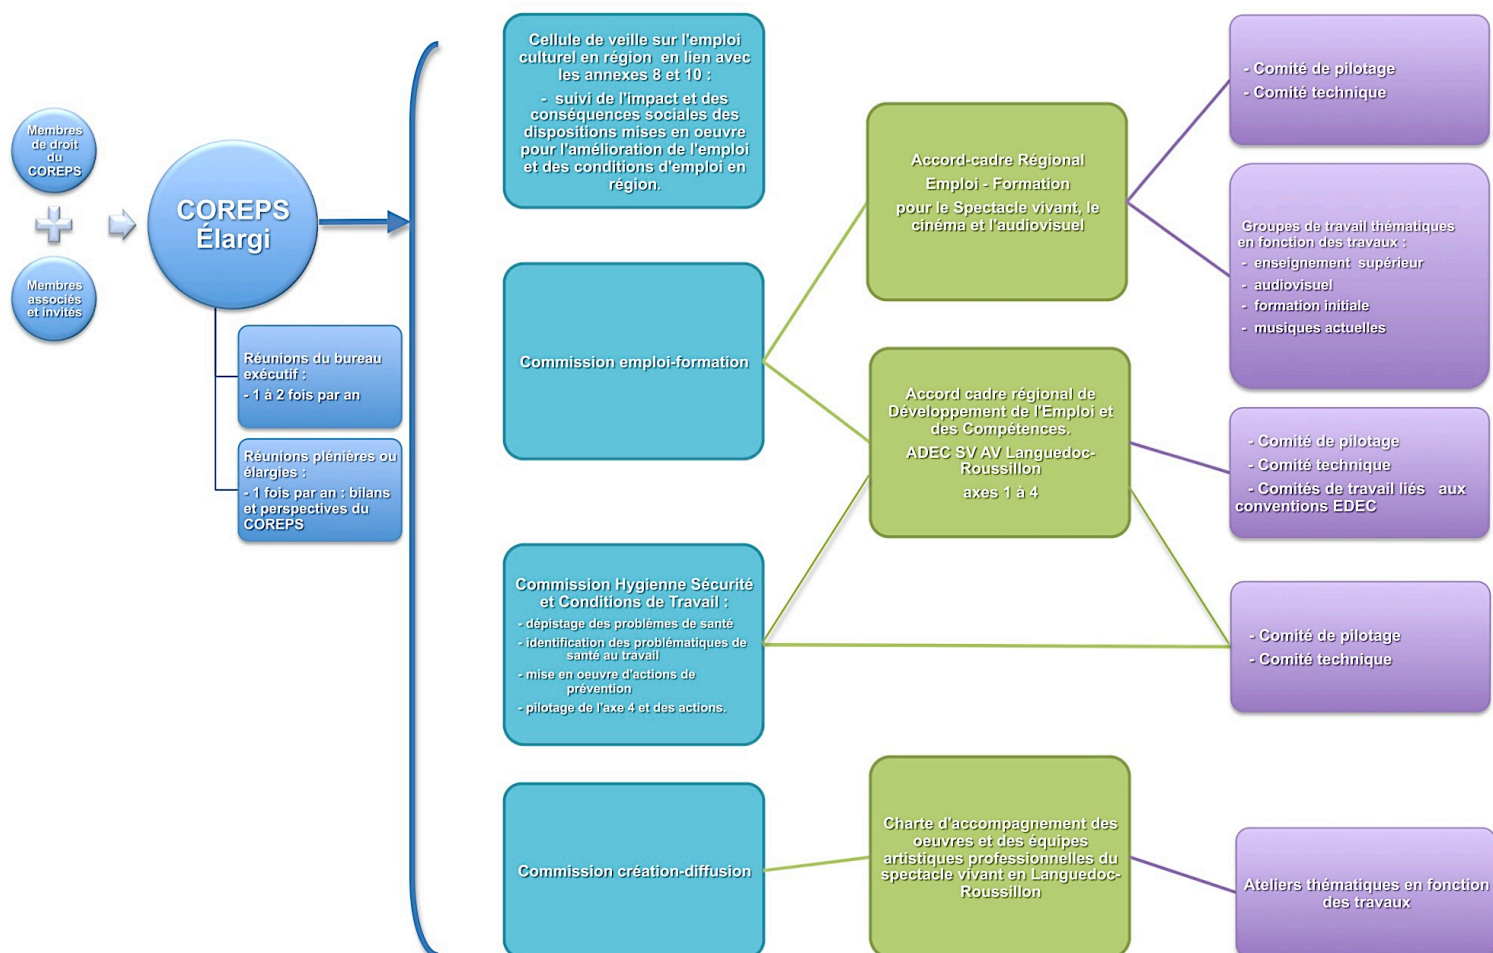 Membres
de droit
du
COREPS
Membres
associés
et invités
COREPS
Élargi
Réunions du bureau
exécutif :
- 1 à 2 fois par an
Réunions plénières ou
élargies :
- 1 fois par an : bilans
et perspectives du
COREPS
Cellule de veille sur l'emploi
culturel en région en lien avec
les annexes 8 et 10 :
- suivi de l'impact et des
conséquences sociales des
dispositions mises en oeuvre
pour l'amélioration de l'emploi
et des conditions d'emploi en
région.
Commission emploi-formation
Commission Hygienne Sécurité
et Conditions de Travail :
- dépistage des problèmes de santé
- identification des problématiques de
santé au travail
- mise en oeuvre d'actions de
prévention
- pilotage de l'axe 4 et des actions.
Commission création-diffusion
Accord-cadre Régional
Emploi - Formation
pour le Spectacle vivant, le
cinéma et l'audiovisuel
Accord cadre régional de
Développement de l'Emploi et
des Compétences.
ADEC SV AV Languedoc-
Roussillon
axes 1 à 4
Charte d'accompagnement des
oeuvres et des équipes
artistiques professionnelles du
spectacle vivant en Languedoc-
Roussillon
- Comité de pilotage
- Comité technique
Groupes de travail thématiques
en fonction des travaux :
- enseignement supérieur
- audiovisuel
- formation initiale
- musiques actuelles
- Comité de pilotage
- Comité technique
- Comités de travail liés aux
conventions EDEC
- Comité de pilotage
- Comité technique
Ateliers thématiques en fonction
des travaux